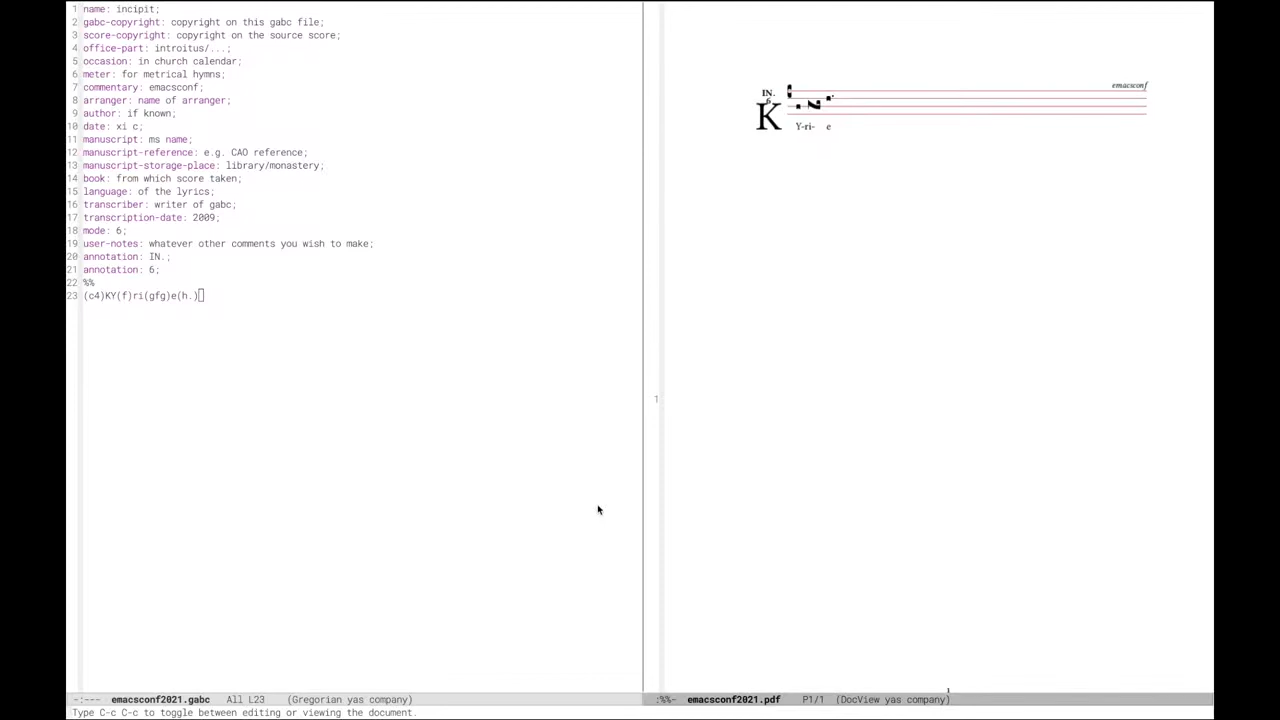 1 name: incipit;
2 gabc-copyright: copyright on this gabc file;
3 score-copyright: copyright on the source score;
4 office-part: introitus/...;
5 occasion: in church calendar;
6 meter: for metrical hymns;
7 commentary: emacsconf;
8 arranger: name of arranger;
9 author: if known;
10 date: xi c;
11 manuscript: ms name;
12 manuscript-reference: e.g. CAO reference;
13 manuscript-storage-place: library/monastery;
14 book: from which score taken;
15 language: of the lyrics;
16 transcriber: writer of gabc;
17 transcription-date: 2009;
18 mode: 6;
19 user-notes: whatever other comments you wish to make;
20 annotation: IN.;
21 annotation: 6;
22 %%
23 (c4)KY(f)ri(gfg)e(h.)
-:--- emacsconf2021.gabc All L23 (Gregorian yas company)
emacsconf
IN.
6
K
Y-ri- e
1
1
:%%- emacsconf2021.pdf P1/1 (DocView yas company)
Type C-c C-c to toggle between editing or viewing the document.